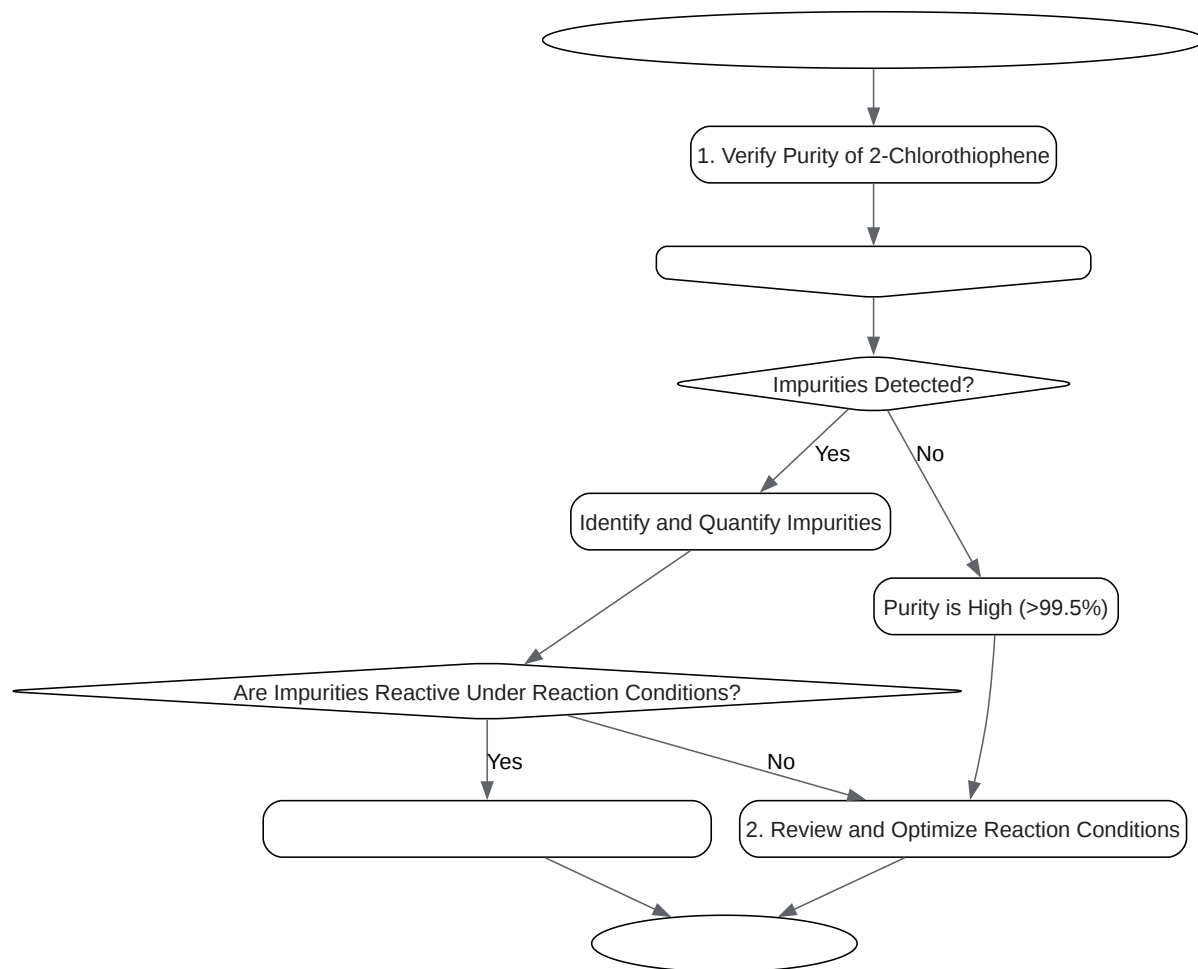 1. Verify Purity of 2-Chlorothiophene
Impurities Detected?
Yes
No
Identify and Quantify Impurities
Purity is High (>99.5%)
Are Impurities Reactive Under Reaction Conditions?
Yes
No
2. Review and Optimize Reaction Conditions